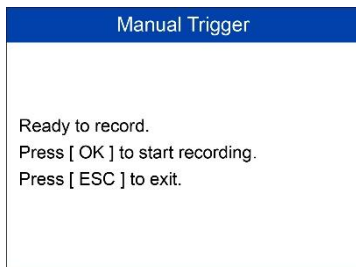 Manual Trigger
Ready to record.
Press [ OK ] to start recording.
Press [ ESC ] to exit.